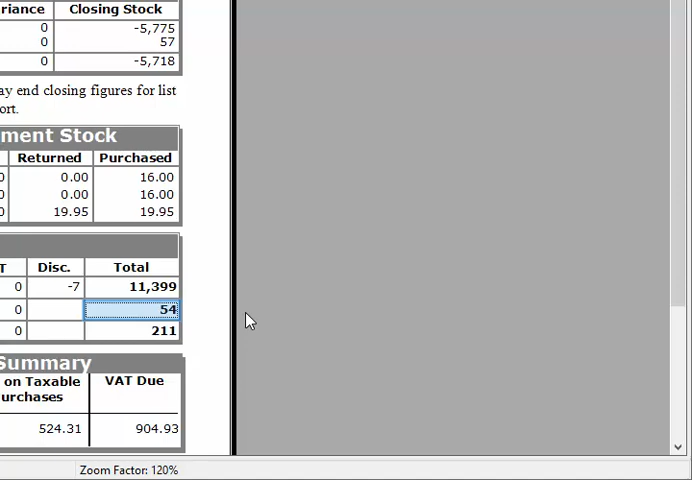 riance Closing Stock
0 -5,775
0 57
0 -5,718
ay end closing figures for list
ort.
ment Stock
Returned Purchased
0.00 16.00
0.00 16.00
0 19.95 19.95
T Disc. Total
0 -7 11,399
0 54
0 211
Summary
on Taxable VAT Due
urchases
524.31 904.93
Zoom Factor: 120%